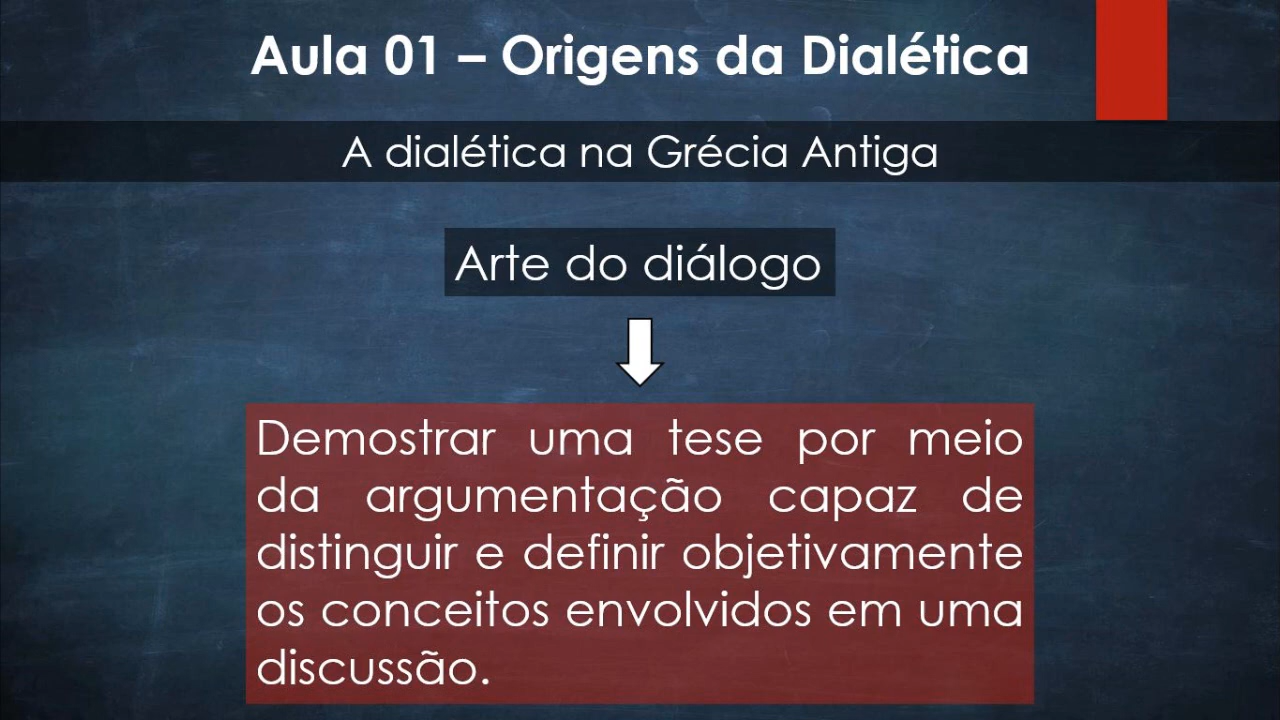 Aula 01 – Origens da Dialética
A dialética na Grécia Antiga
Arte do diálogo
Demostrar uma tese por meio
da argumentação capaz de
distinguir e definir objetivamente
os conceitos envolvidos em uma
discussão.